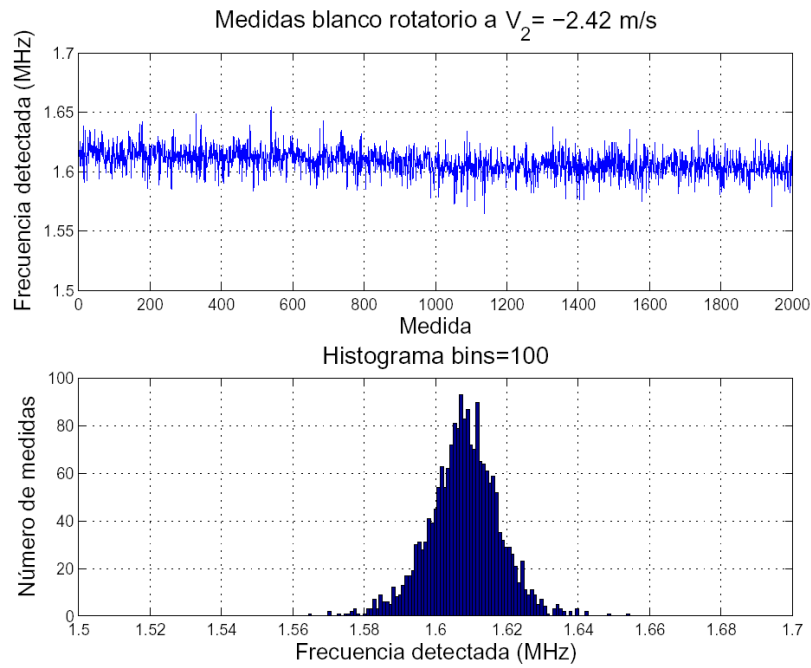 Medidas blanco rotatorio a V₂= −2.42 m/s
Frecuencia detectada (MHz)
1.7
1.65
1.6
1.55
1.5
0 200 400 600 800 1000 1200 1400 1600 1800 2000
Medida
Histograma bins=100
Número de medidas
100
80
60
40
20
0
1.5 1.52 1.54 1.56 1.58 1.6 1.62 1.64 1.66 1.68 1.7
Frecuencia detectada (MHz)